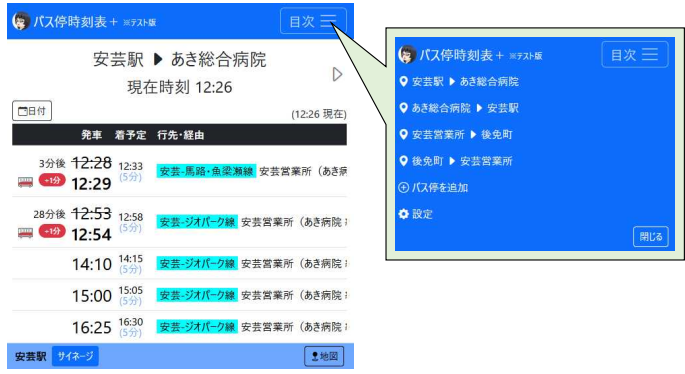 バス停時刻表+ ※テスト版
目次
安芸駅 ▶ あき総合病院
現在時刻 12:26
日付
(12:26 現在)
発車 着予定 行先・経由
3分後 12:28 12:33 安芸-馬路・魚梁瀬線 安芸営業所(あき病
+1分 12:29 (5分)
28分後 12:53 12:58 安芸-ジオパーク線 安芸営業所(あき病院
+1分 12:54 (5分)
14:10 14:15 安芸-ジオパーク線 安芸営業所(あき病院
(5分)
15:00 15:05 安芸-ジオパーク線 安芸営業所(あき病院
(5分)
16:25 16:30 安芸-ジオパーク線 安芸営業所(あき病院
(5分)
安芸駅 サイネージ
地図
バス停時刻表+ ※テスト版
目次
安芸駅 ▶ あき総合病院
あき総合病院 ▶ 安芸駅
安芸営業所 ▶ 後免町
後免町 ▶ 安芸営業所
バス停を追加
設定
閉じる